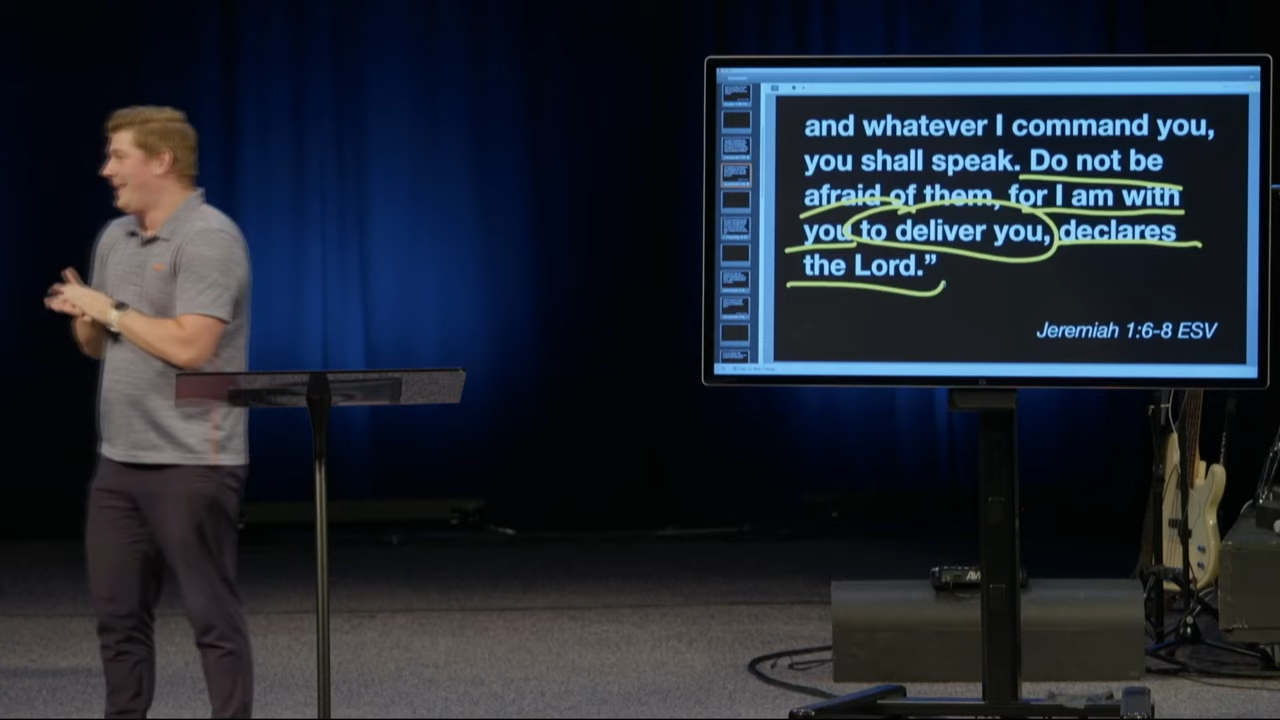 and whatever I command you,
you shall speak. Do not be
afraid of them, for I am with
you to deliver you, declares
the Lord.”
Jeremiah 1:6-8 ESV